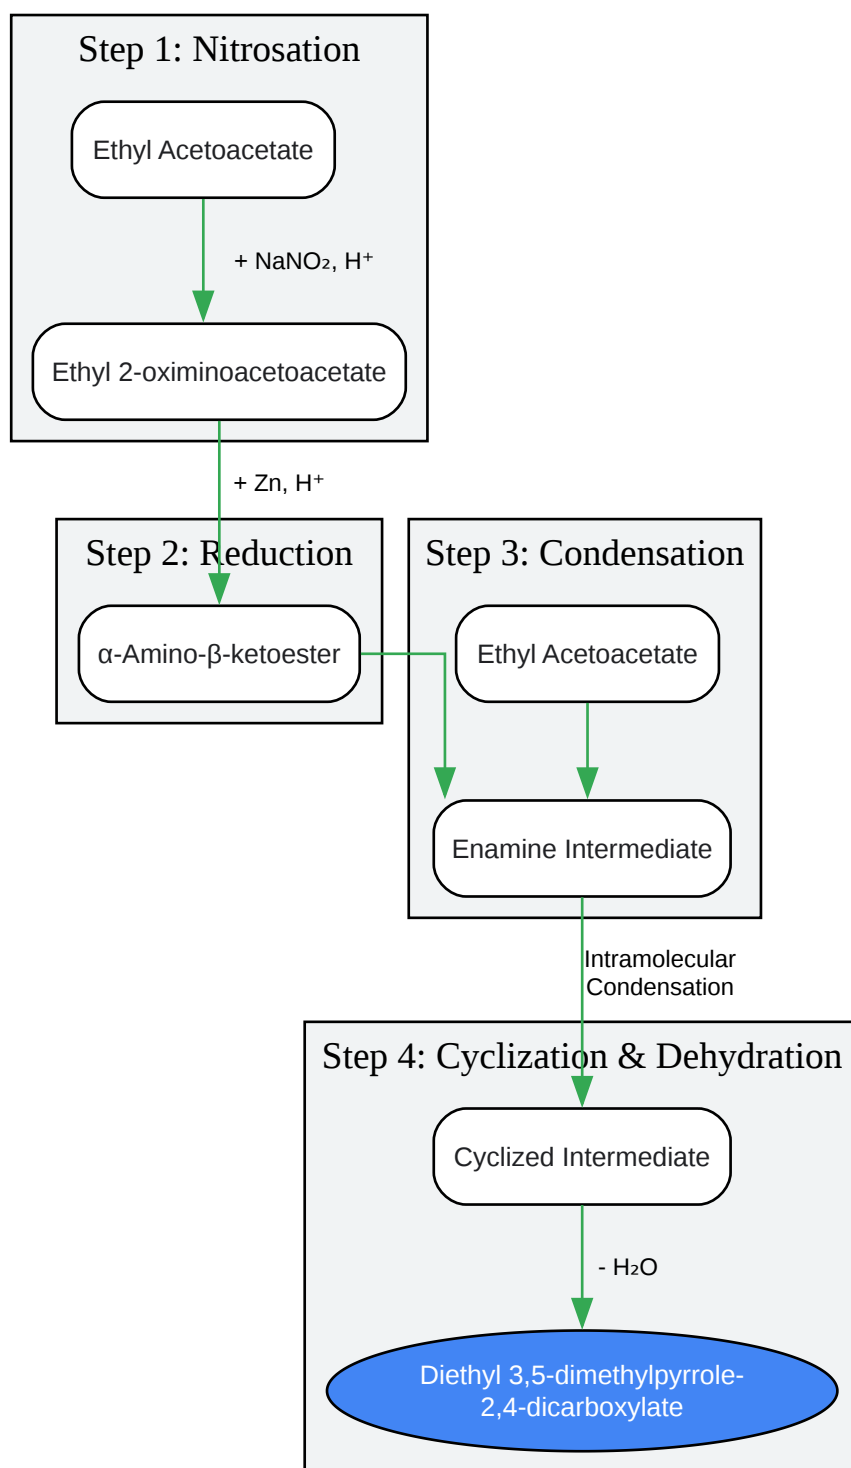 Step 1: Nitrosation
Ethyl Acetoacetate
+ NaNO₂, H⁺
Ethyl 2-oximinoacetoacetate
+ Zn, H⁺
Step 2: Reduction
α-Amino-β-ketoester
Step 3: Condensation
Ethyl Acetoacetate
Enamine Intermediate
Intramolecular
Condensation
Step 4: Cyclization & Dehydration
Cyclized Intermediate
- H₂O
Diethyl 3,5-dimethylpyrrole-
2,4-dicarboxylate